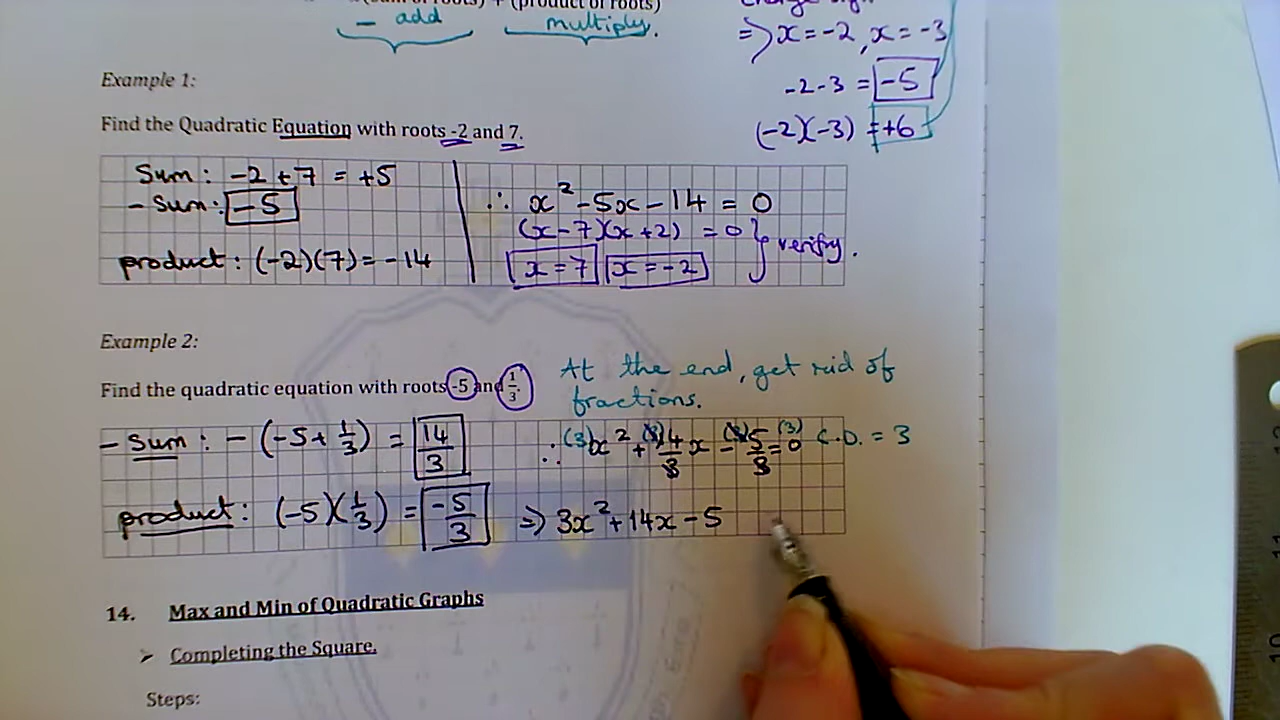 (sum of roots) + (product of roots)
– add multiply.
=> x = -2, x = -3
-2 - 3 = -5
(-2)(-3) = +6
Example 1:
Find the Quadratic Equation with roots -2 and 7.
Sum: -2 + 7 = +5
- Sum: -5
product: (-2)(7) = -14
∴ x² - 5x - 14 = 0
(x - 7)(x + 2) = 0 } verify.
x = 7 x = -2
Example 2:
Find the quadratic equation with roots -5 and 1/3.
At the end, get rid of
fractions.
- Sum: - (-5 + 1/3) = 14/3
product: (-5)(1/3) = -5/3
∴ (3)x² + (3)14/3 x - (3)5/3 = 0 (3) C.D. = 3
=> 3x² + 14x - 5
14. Max and Min of Quadratic Graphs
➤ Completing the Square.
Steps: